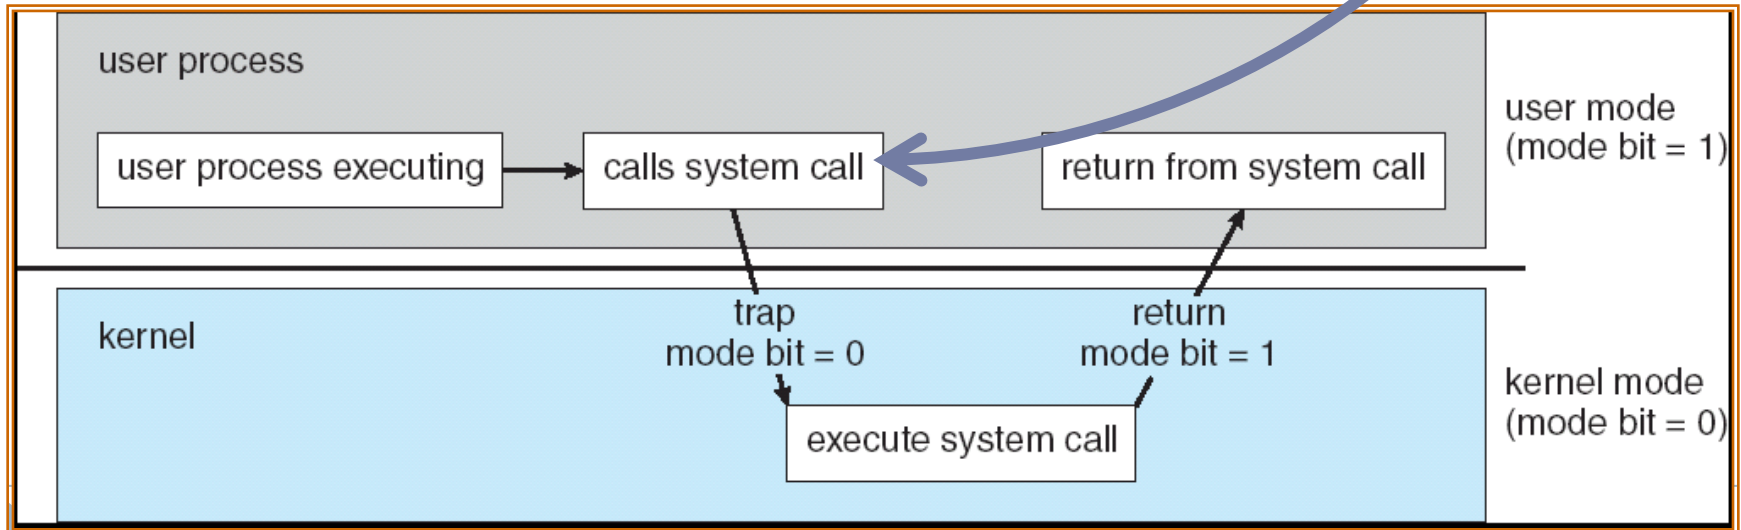 user process
user process executing
calls system call
return from system call
user mode
(mode bit = 1)
kernel
trap
mode bit = 0
return
mode bit = 1
execute system call
kernel mode
(mode bit = 0)